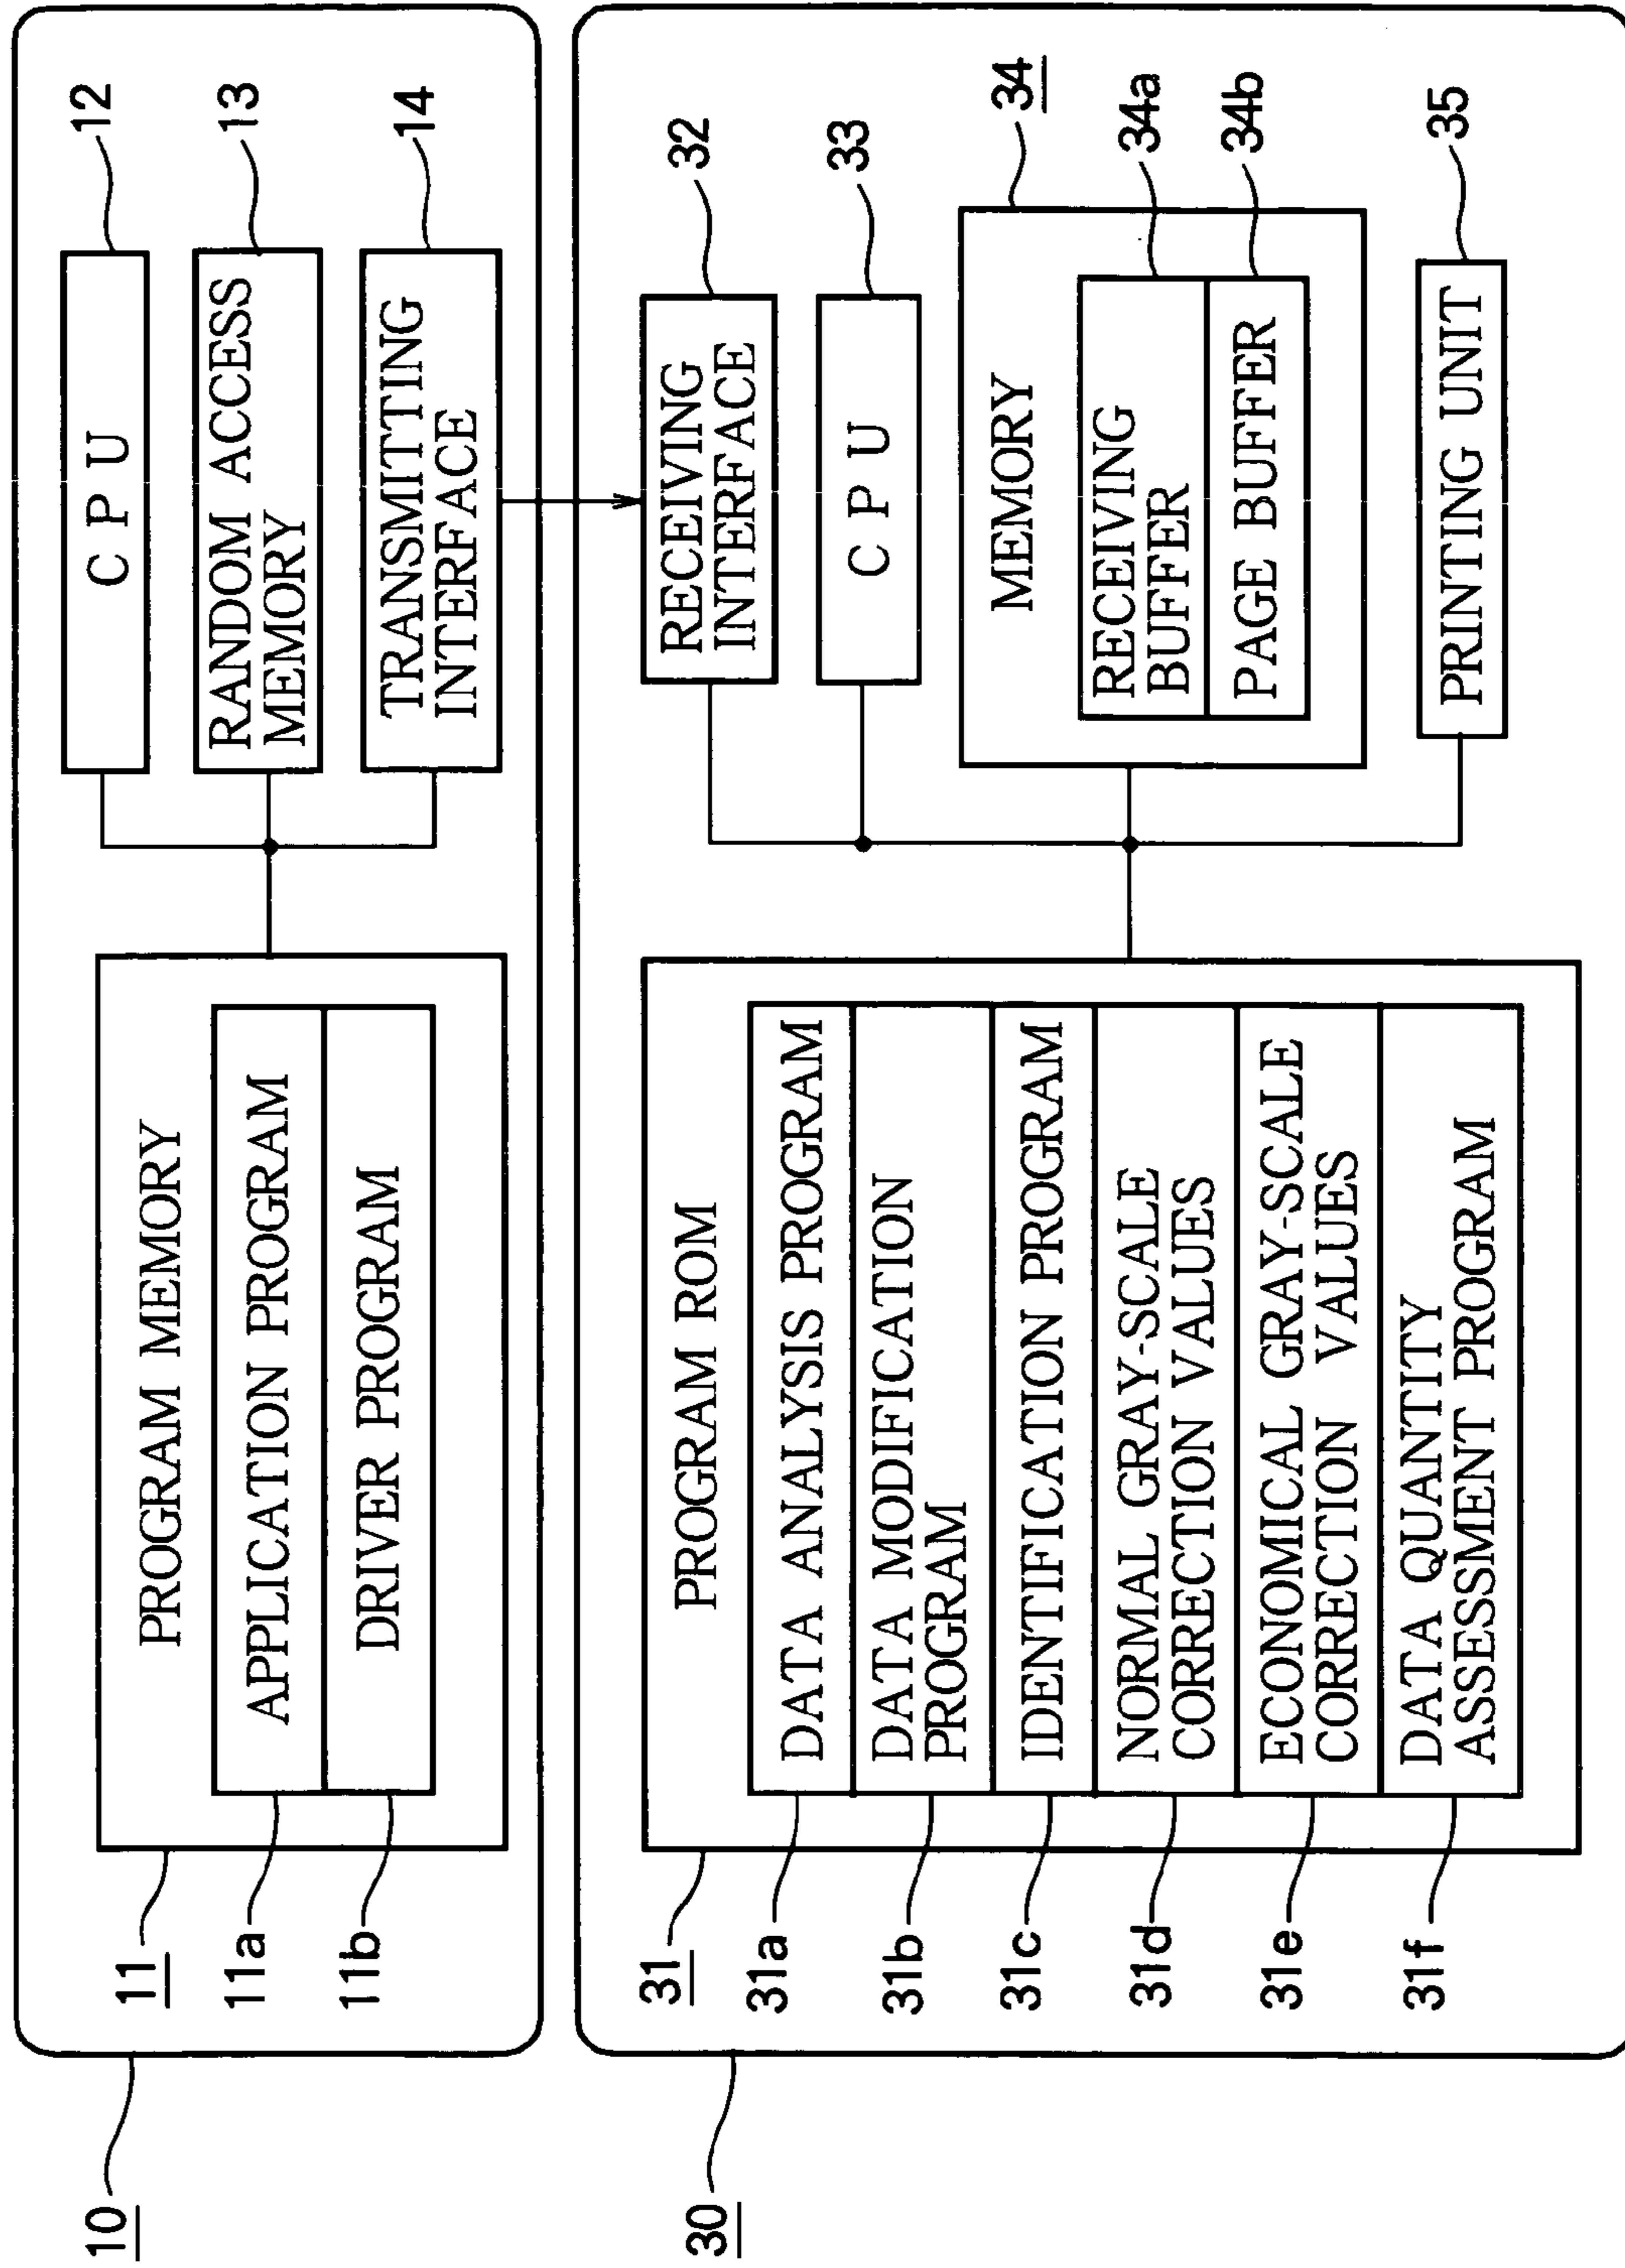 10
11
PROGRAM MEMORY
11a
APPLICATION PROGRAM
11b
DRIVER PROGRAM
CPU
12
RANDOM ACCESS
MEMORY
13
TRANSMITTING
INTERFACE
14
30
31
PROGRAM ROM
31a
DATA ANALYSIS PROGRAM
31b
DATA MODIFICATION
PROGRAM
31c
IDENTIFICATION PROGRAM
31d
NORMAL GRAY-SCALE
CORRECTION VALUES
31e
ECONOMICAL GRAY-SCALE
CORRECTION VALUES
31f
DATA QUANTITY
ASSESSMENT PROGRAM
RECEIVING
INTERFACE
32
CPU
33
MEMORY
34
RECEIVING
BUFFER
34a
PAGE BUFFER
34b
PRINTING UNIT
35